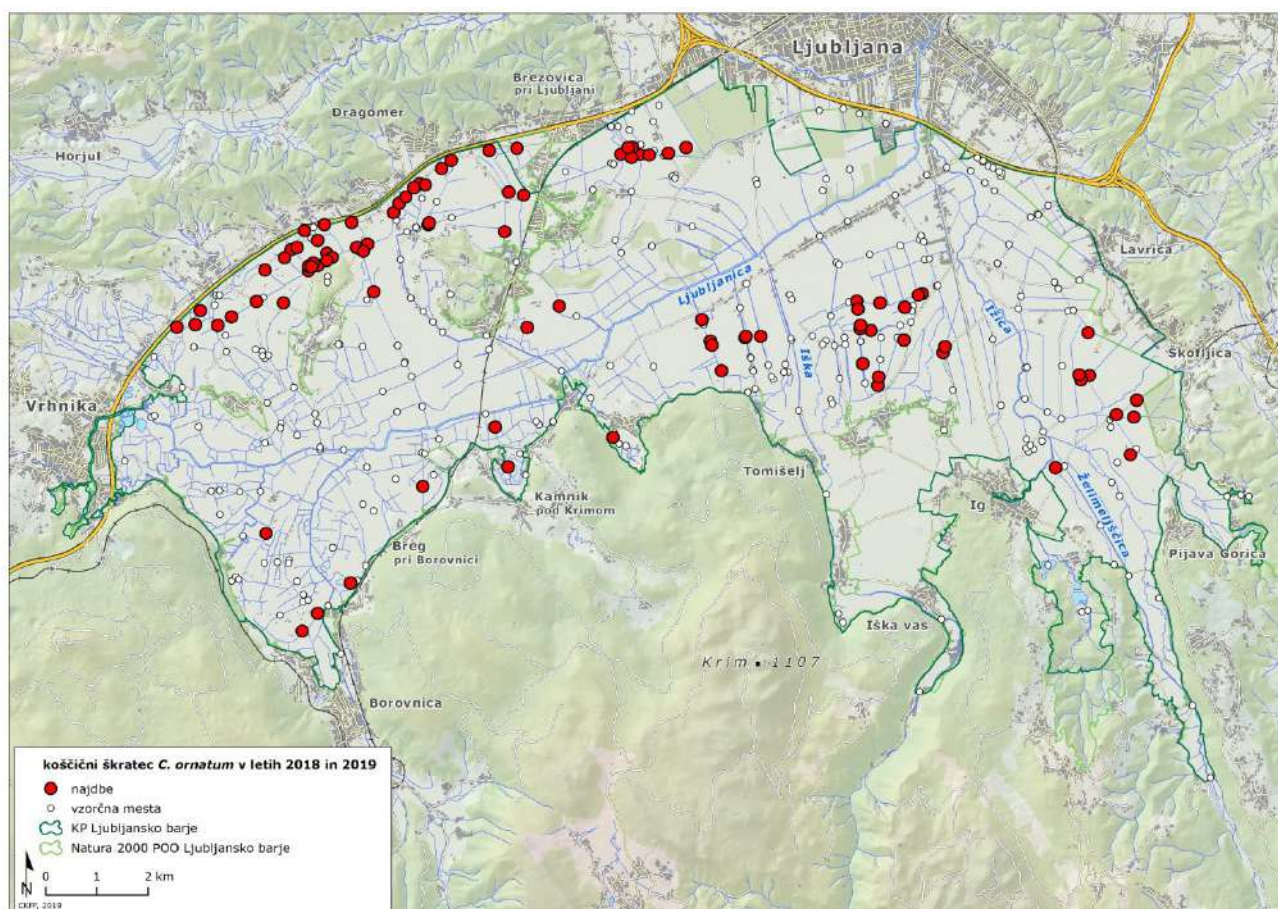 Ljubljana
Brezovica
pri Ljubljani
Dragomer
Horjul
Lavrica
Ljubljanica
Išica
Iška
Škofljica
Vrhnika
Tomišelj
Ig
Kamnik
pod Krimom
Želimeljščica
Breg
pri Borovnici
Pijava Gorica
Iška vas
Krim • 1107
Borovnica
koščični škratec C. ornatum v letih 2018 in 2019
najdbe
vzorčna mesta
KP Ljubljansko barje
Natura 2000 POO Ljubljansko barje
0 1 2 km
N
CKFF, 2019